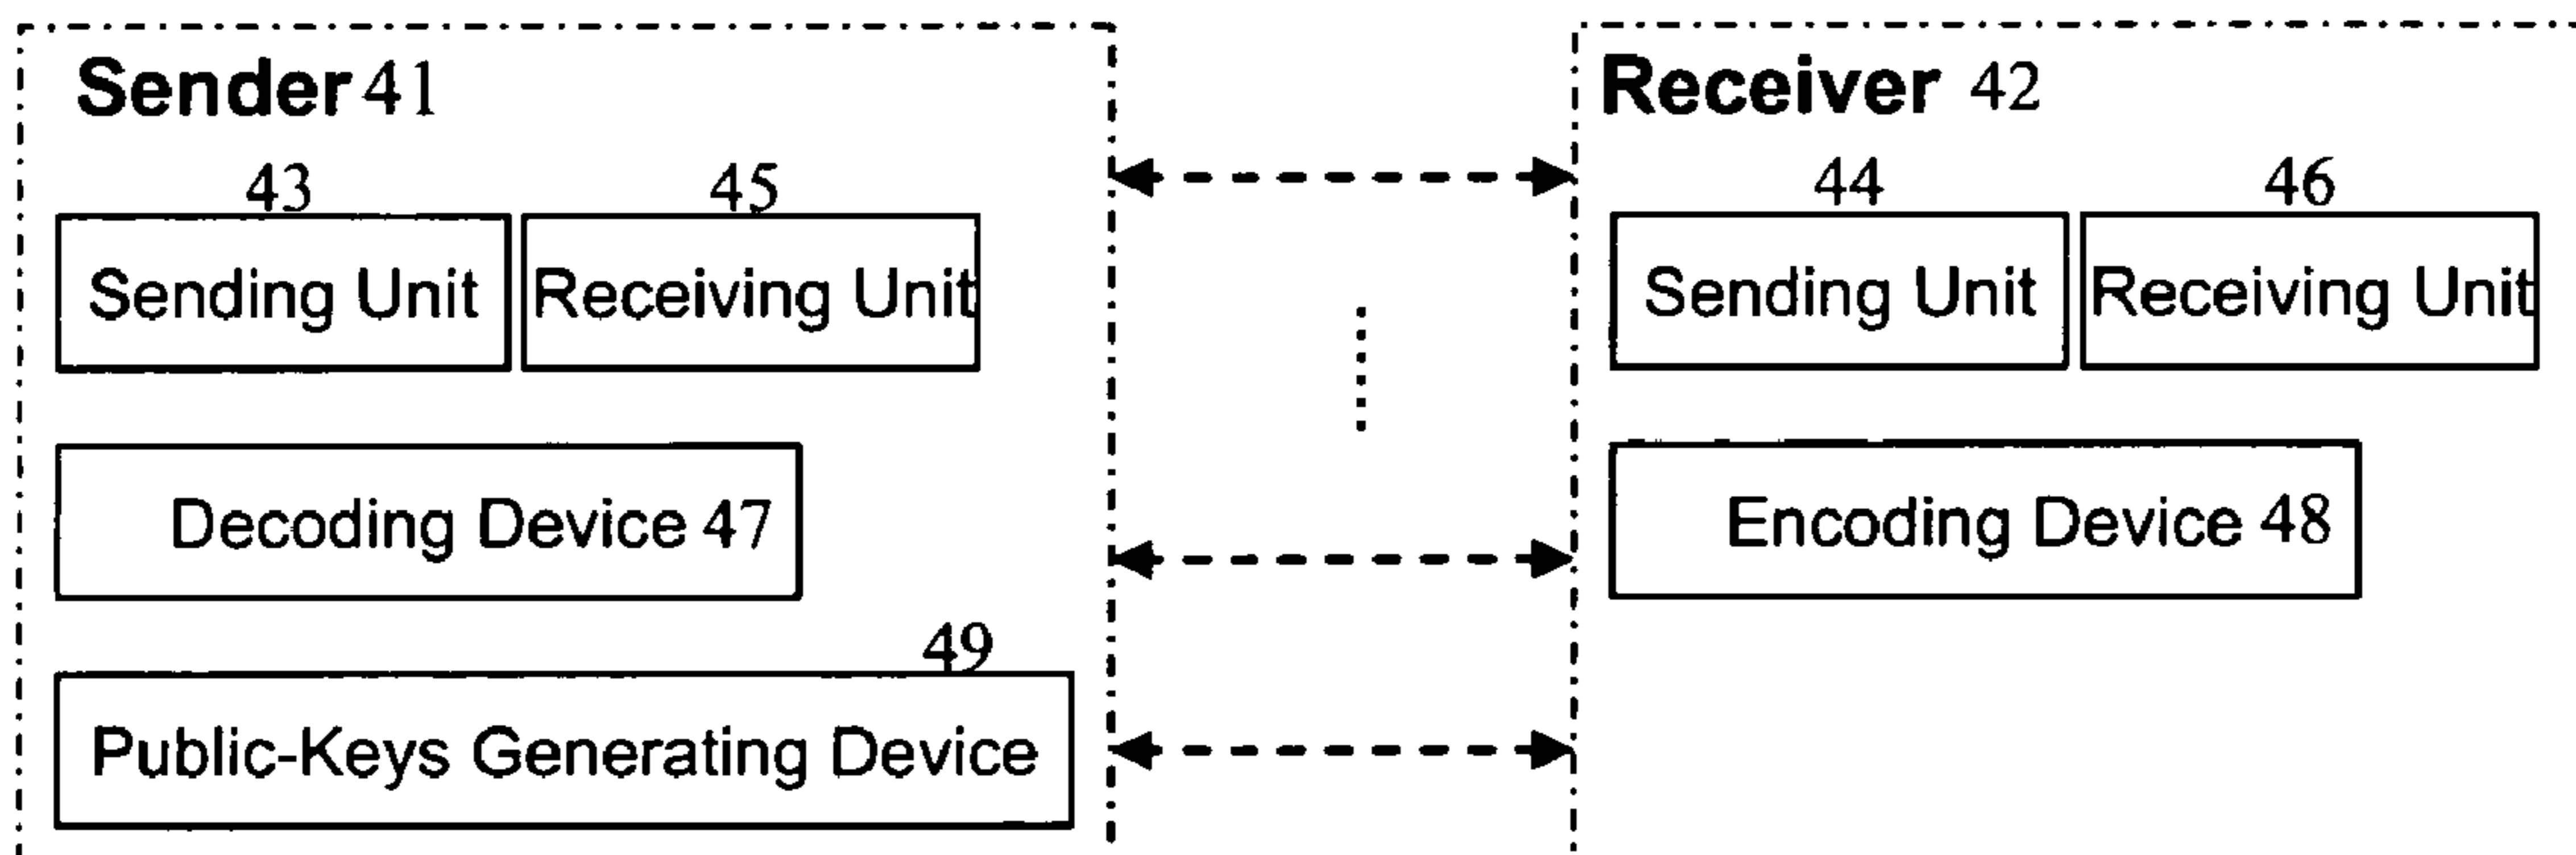 Sender 41
43 45
Sending Unit Receiving Unit
Decoding Device 47
49
Public-Keys Generating Device
Receiver 42
44 46
Sending Unit Receiving Unit
Encoding Device 48